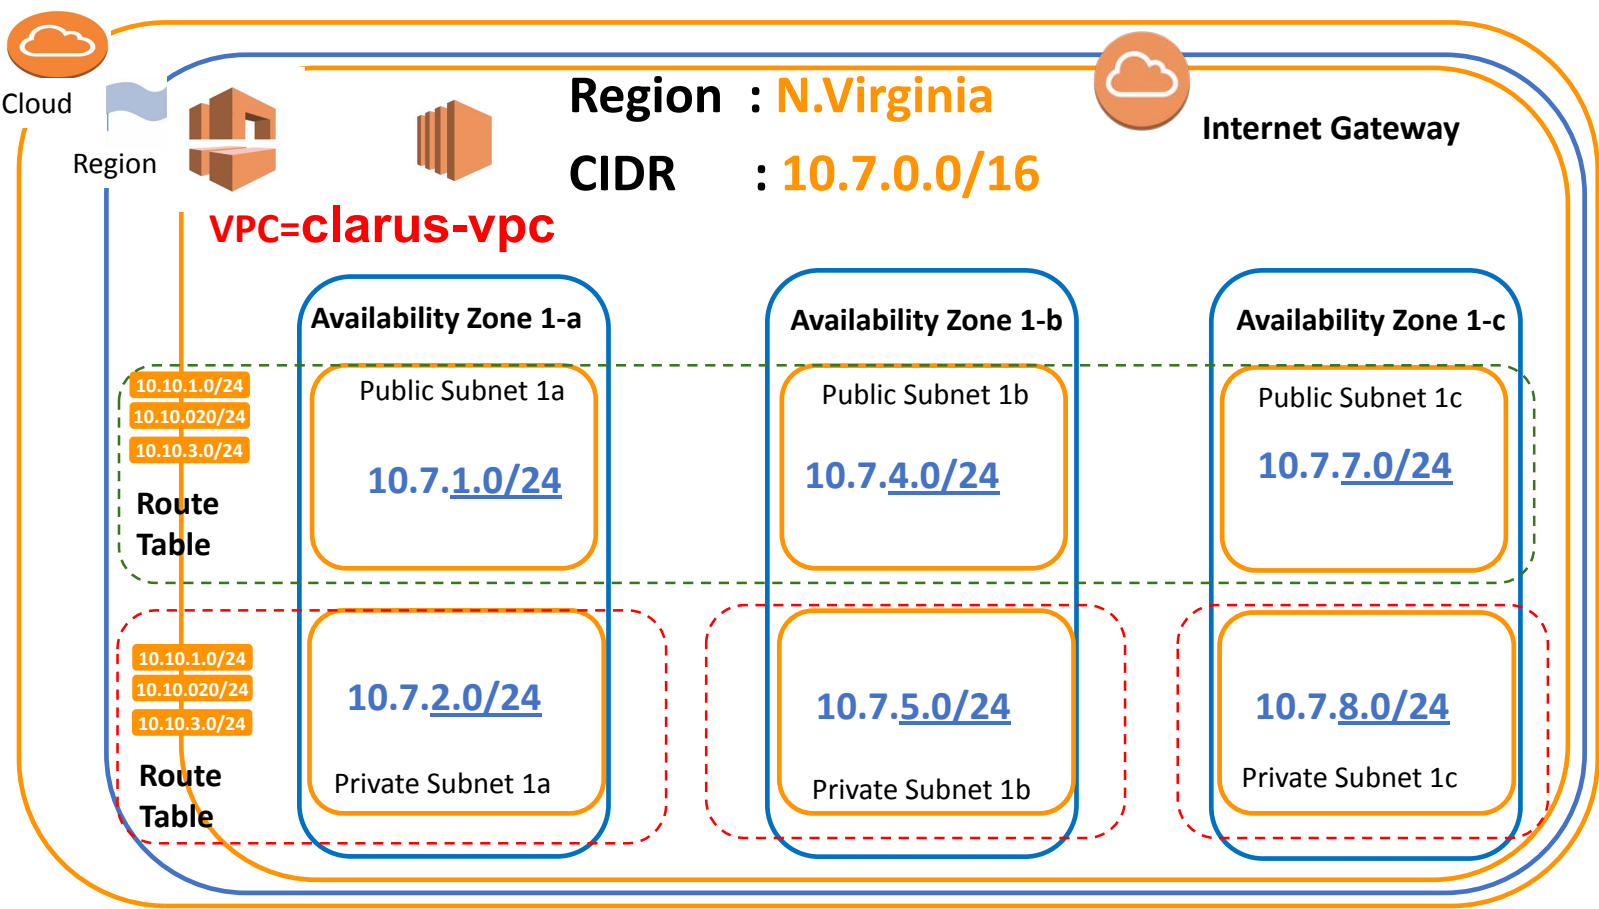 Cloud
Region
Region : N.Virginia
CIDR : 10.7.0.0/16
Internet Gateway
VPC=clarus-vpc
Availability Zone 1-a
Availability Zone 1-b
Availability Zone 1-c
10.10.1.0/24
10.10.020/24
10.10.3.0/24
Route
Table
Public Subnet 1a
10.7.1.0/24
Public Subnet 1b
10.7.4.0/24
Public Subnet 1c
10.7.7.0/24
10.10.1.0/24
10.10.020/24
10.10.3.0/24
Route
Table
10.7.2.0/24
Private Subnet 1a
10.7.5.0/24
Private Subnet 1b
10.7.8.0/24
Private Subnet 1c